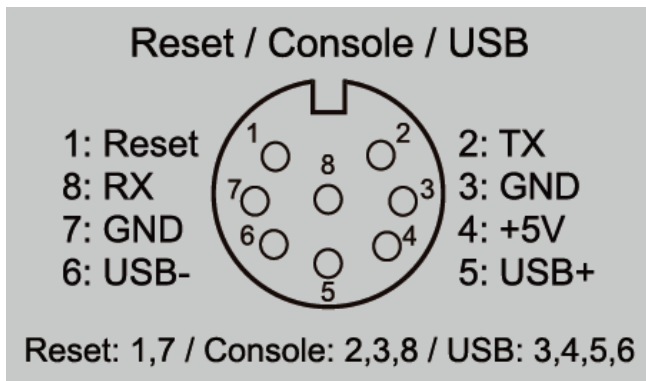 Reset / Console / USB
1: Reset
8: RX
7: GND
6: USB-
1
2
8
7
3
6
4
5
2: TX
3: GND
4: +5V
5: USB+
Reset: 1,7 / Console: 2,3,8 / USB: 3,4,5,6